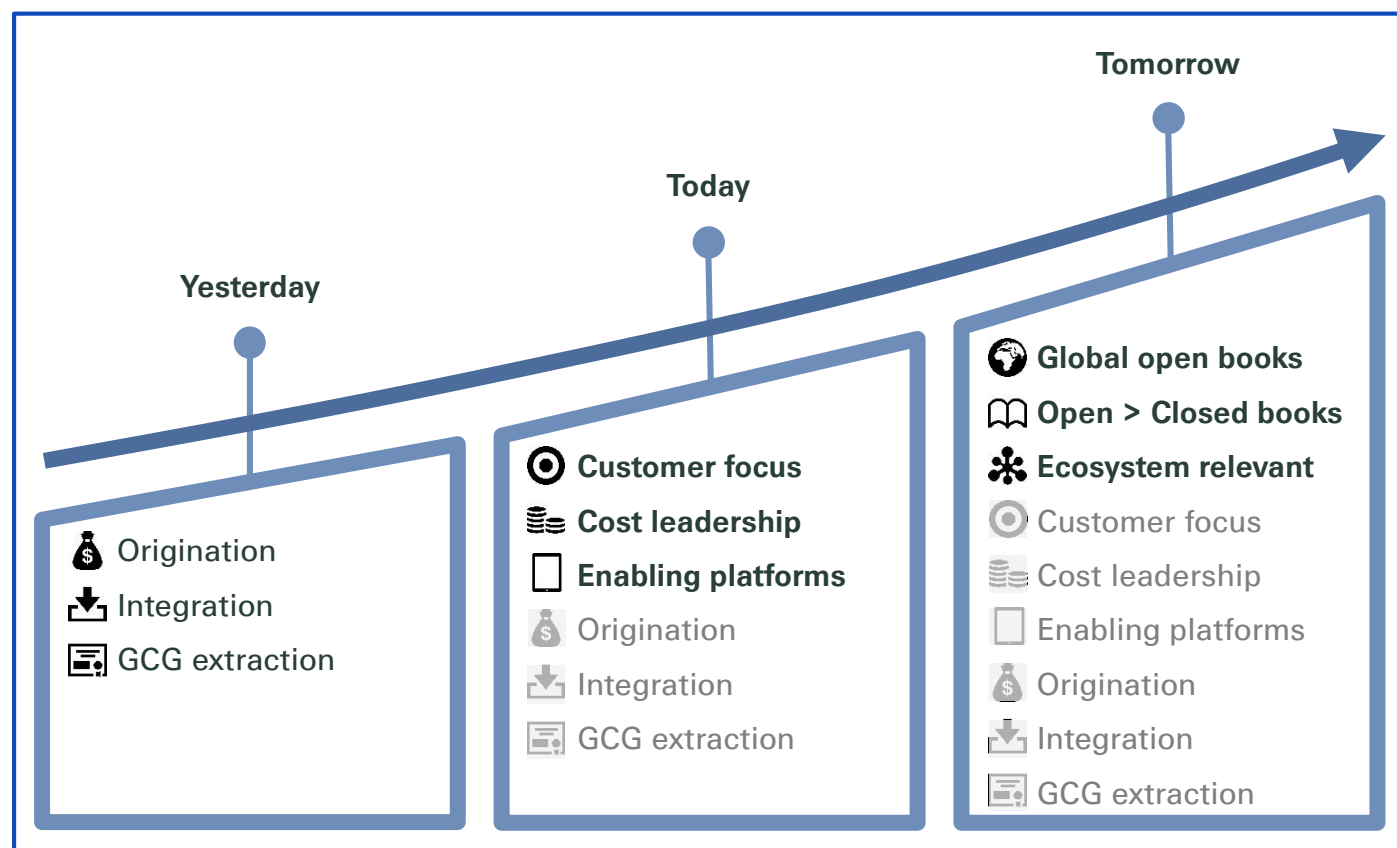 Yesterday
Origination
Integration
GCG extraction
Today
Customer focus
Cost leadership
Enabling platforms
Origination
Integration
GCG extraction
Tomorrow
Global open books
Open > Closed books
Ecosystem relevant
Customer focus
Cost leadership
Enabling platforms
Origination
Integration
GCG extraction